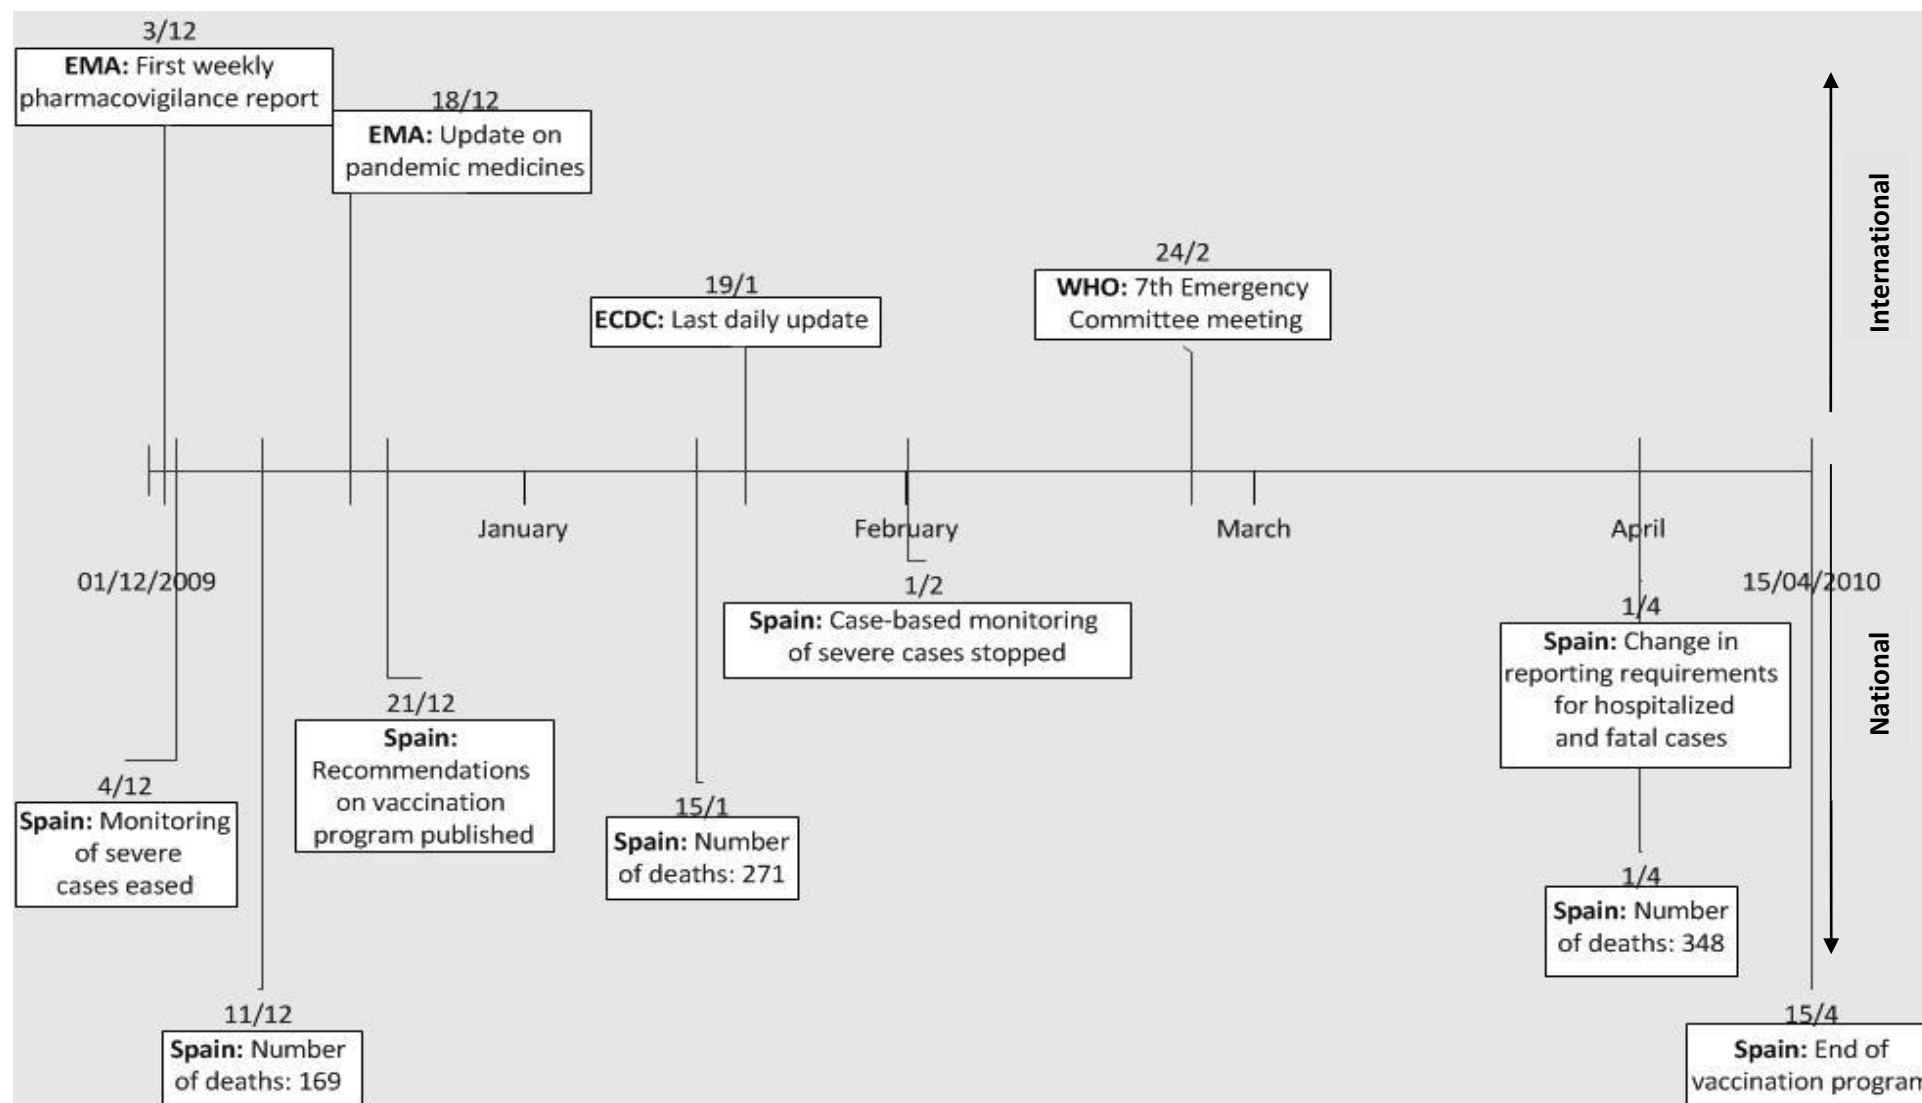 3/12
EMA: First weekly
pharmacovigilance report
18/12
EMA: Update on
pandemic medicines
19/1
ECDC: Last daily update
24/2
WHO: 7th Emergency
Committee meeting
International
January
February
March
April
01/12/2009
15/04/2010
National
4/12
Spain: Monitoring
of severe
cases eased
11/12
Spain: Number
of deaths: 169
21/12
Spain:
Recommendations
on vaccination
program published
15/1
Spain: Number
of deaths: 271
1/2
Spain: Case-based monitoring
of severe cases stopped
1/4
Spain: Change in
reporting requirements
for hospitalized
and fatal cases
1/4
Spain: Number
of deaths: 348
15/4
Spain: End of
vaccination program